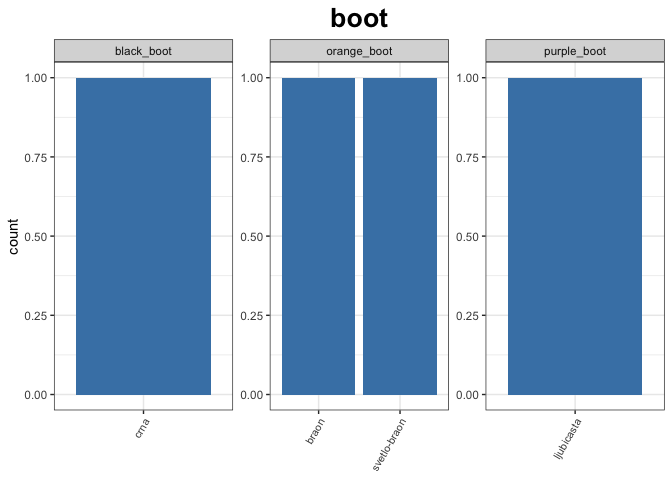 boot
black_boot
orange_boot
purple_boot
1.00
0.75
0.50
0.25
0.00
1.00
0.75
0.50
0.25
0.00
1.00
0.75
0.50
0.25
0.00
count
crna
braon
svetlo-braon
ljubicasta